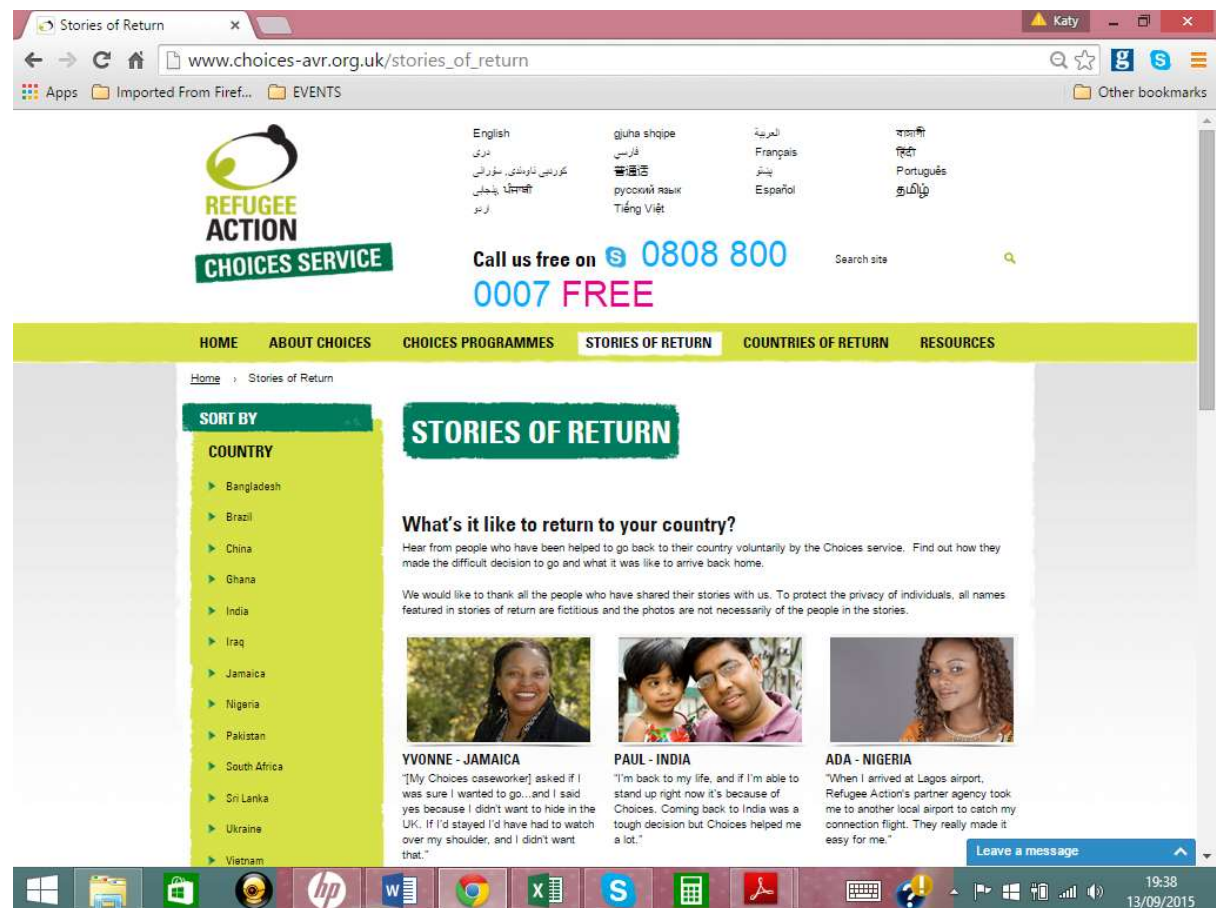 Stories of Return
Katy
www.choices-avr.org.uk/stories_of_return
Apps Imported From Firef... EVENTS Other bookmarks
REFUGEE
ACTION
CHOICES SERVICE
English gjuha shqipe العربية বাঙ্গালী
دری فارسي Français हिंदी
کوردیی ناوەندی, سۆرانی 普通话 پښتو Português
ਪੰਜਾਬੀ پنجابی русский язык Español தமிழ்
اردو Tiếng Việt
Call us free on 0808 800
0007 FREE
Search site
HOME ABOUT CHOICES CHOICES PROGRAMMES STORIES OF RETURN COUNTRIES OF RETURN RESOURCES
Home › Stories of Return
SORT BY
COUNTRY
Bangladesh
Brazil
China
Ghana
India
Iraq
Jamaica
Nigeria
Pakistan
South Africa
Sri Lanka
Ukraine
Vietnam
STORIES OF RETURN
What's it like to return to your country?
Hear from people who have been helped to go back to their country voluntarily by the Choices service. Find out how they
made the difficult decision to go and what it was like to arrive back home.
We would like to thank all the people who have shared their stories with us. To protect the privacy of individuals, all names
featured in stories of return are fictitious and the photos are not necessarily of the people in the stories.
YVONNE - JAMAICA
"[My Choices caseworker] asked if I
was sure I wanted to go...and I said
yes because I didn't want to hide in the
UK. If I'd stayed I'd have had to watch
over my shoulder, and I didn't want
that."
PAUL - INDIA
"I'm back to my life, and if I'm able to
stand up right now it's because of
Choices. Coming back to India was a
tough decision but Choices helped me
a lot."
ADA - NIGERIA
"When I arrived at Lagos airport,
Refugee Action's partner agency took
me to another local airport to catch my
connection flight. They really made it
easy for me."
Leave a message
19:38
13/09/2015